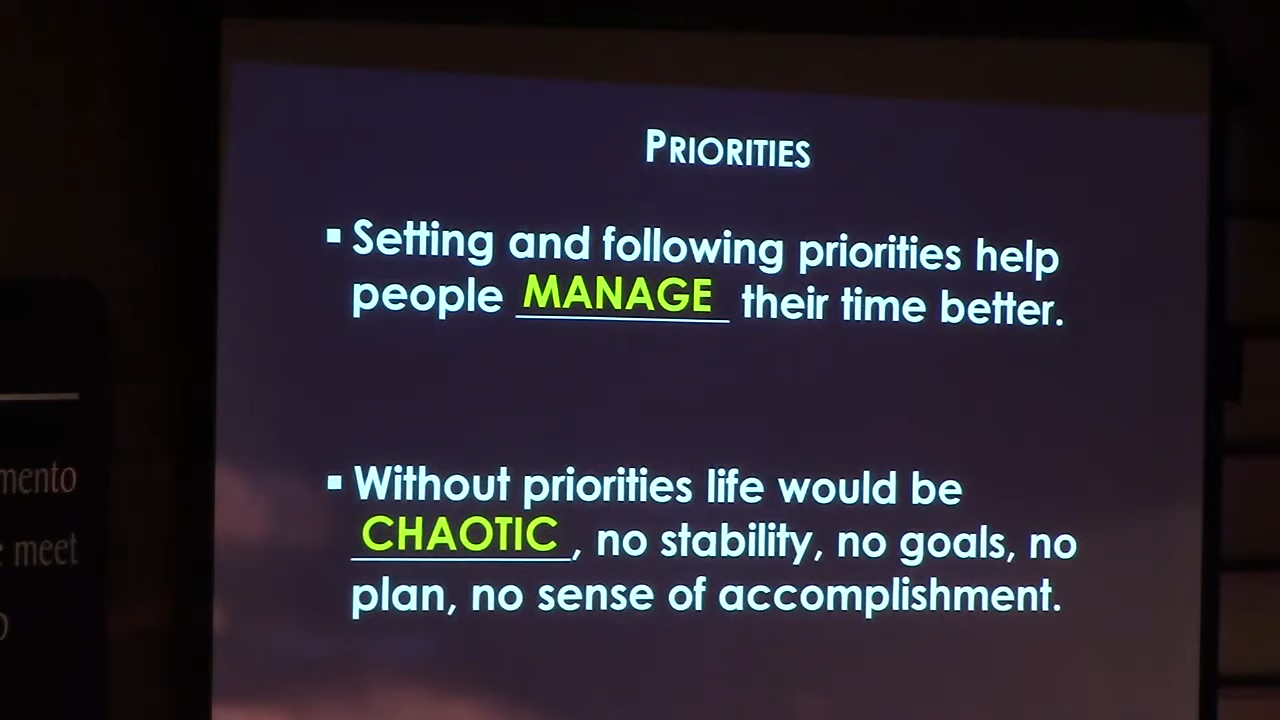 PRIORITIES
▪ Setting and following priorities help
people MANAGE their time better.
▪ Without priorities life would be
CHAOTIC, no stability, no goals, no
plan, no sense of accomplishment.
mento
meet